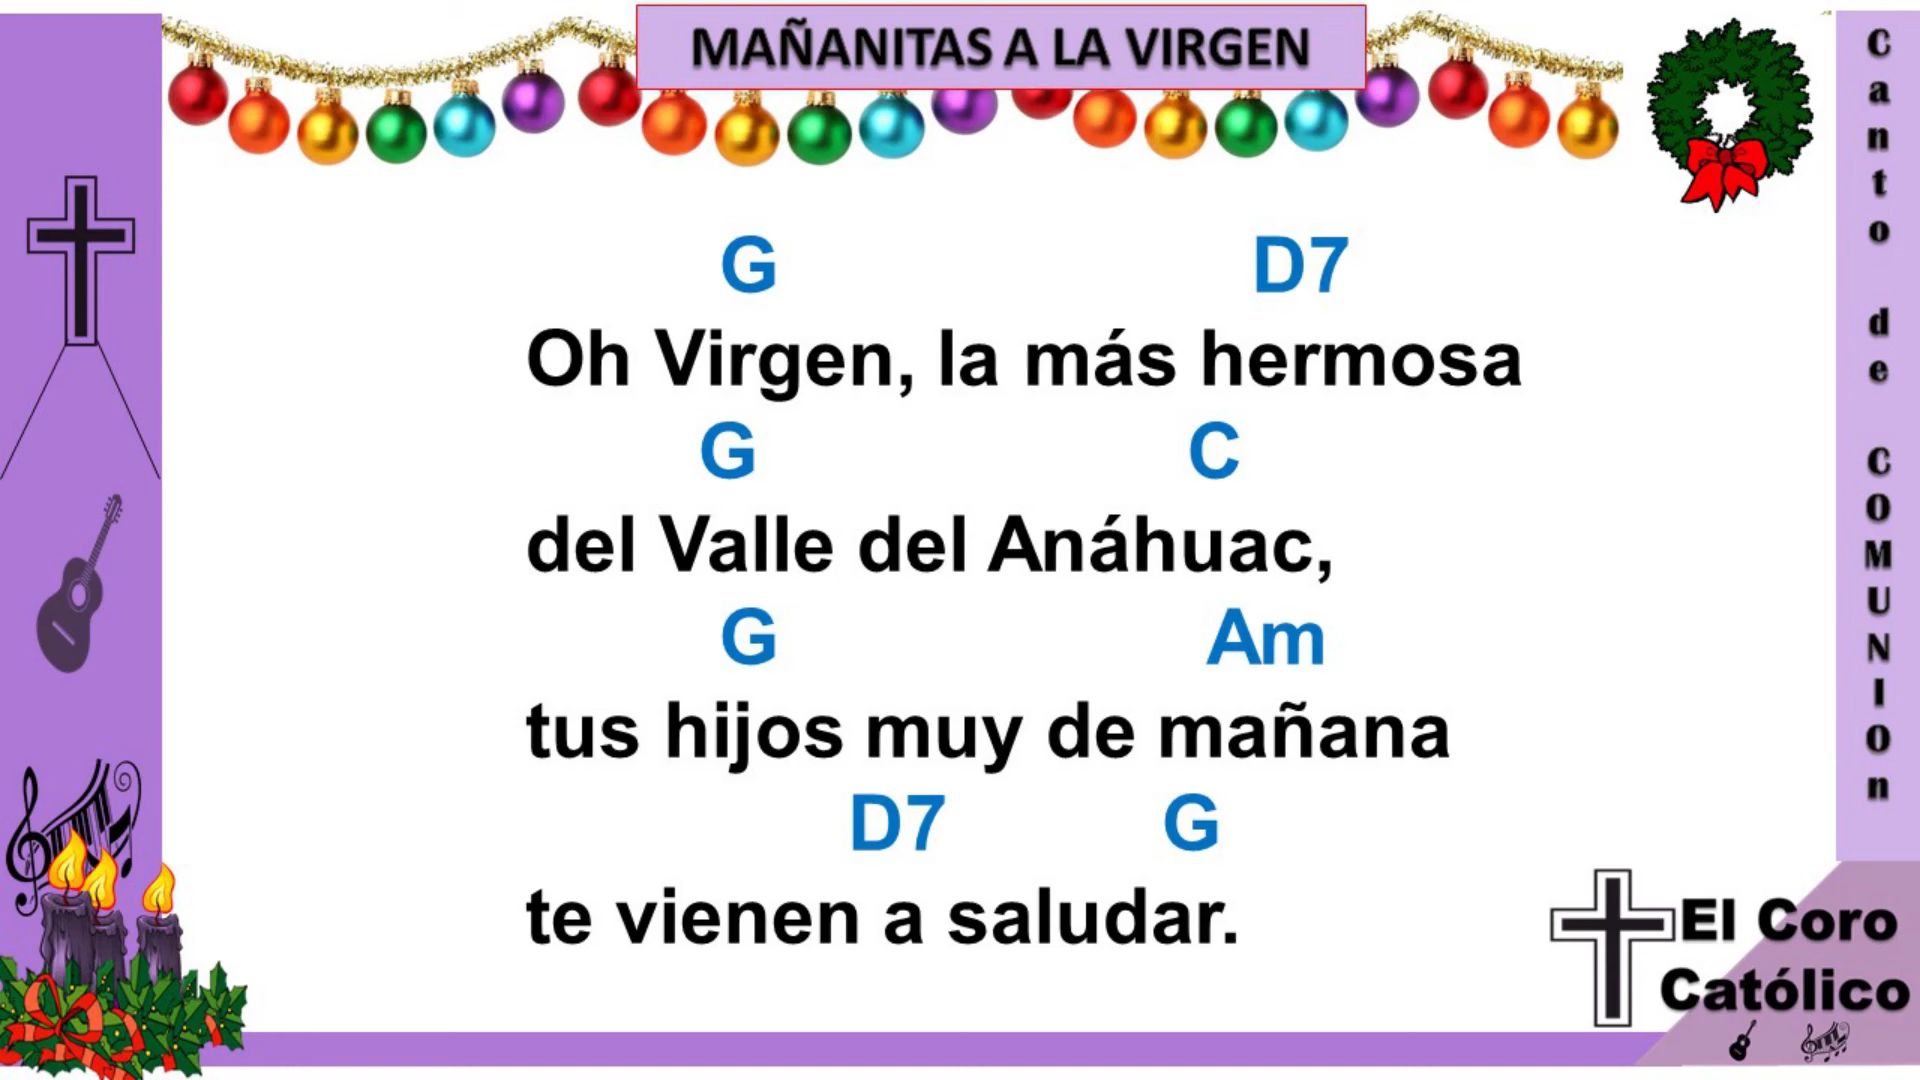 MAÑANITAS A LA VIRGEN
G D7
Oh Virgen, la más hermosa
G C
del Valle del Anáhuac,
G Am
tus hijos muy de mañana
D7 G
te vienen a saludar.
Canto de COMUNIOn
El Coro
Católico